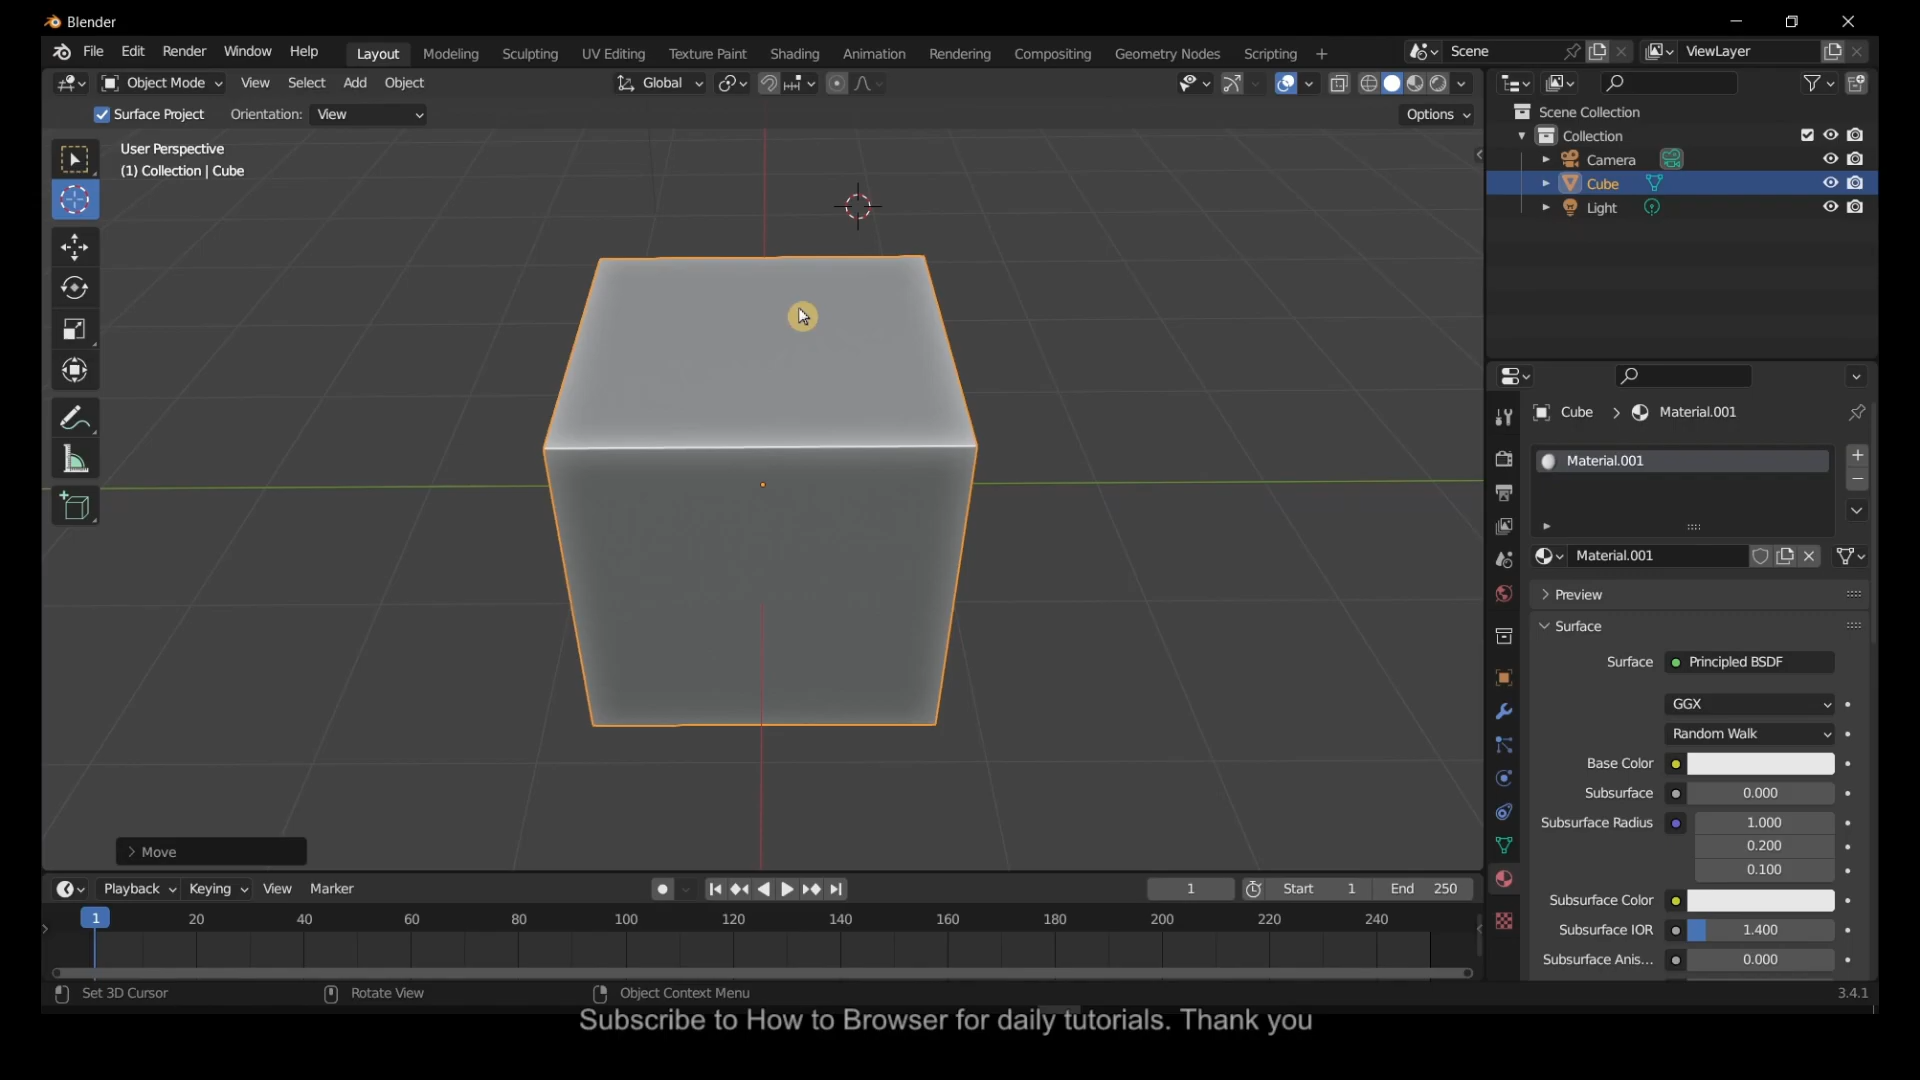 Blender
File Edit Render Window Help Layout Modeling Sculpting UV Editing Texture Paint Shading Animation Rendering Compositing Geometry Nodes Scripting + Scene ViewLayer
Object Mode View Select Add Object Global
Surface Project Orientation: View Options
User Perspective
(1) Collection | Cube
Scene Collection
Collection
Camera
Cube
Light
Cube > Material.001
Material.001
Material.001
Preview
Surface
Surface Principled BSDF
GGX
Random Walk
Base Color
Subsurface 0.000
Subsurface Radius 1.000
0.200
0.100
Subsurface Color
Subsurface IOR 1.400
Subsurface Anis... 0.000
> Move
Playback Keying View Marker 1 Start 1 End 250
1 20 40 60 80 100 120 140 160 180 200 220 240
Set 3D Cursor Rotate View Object Context Menu 3.4.1
Subscribe to How to Browser for daily tutorials. Thank you